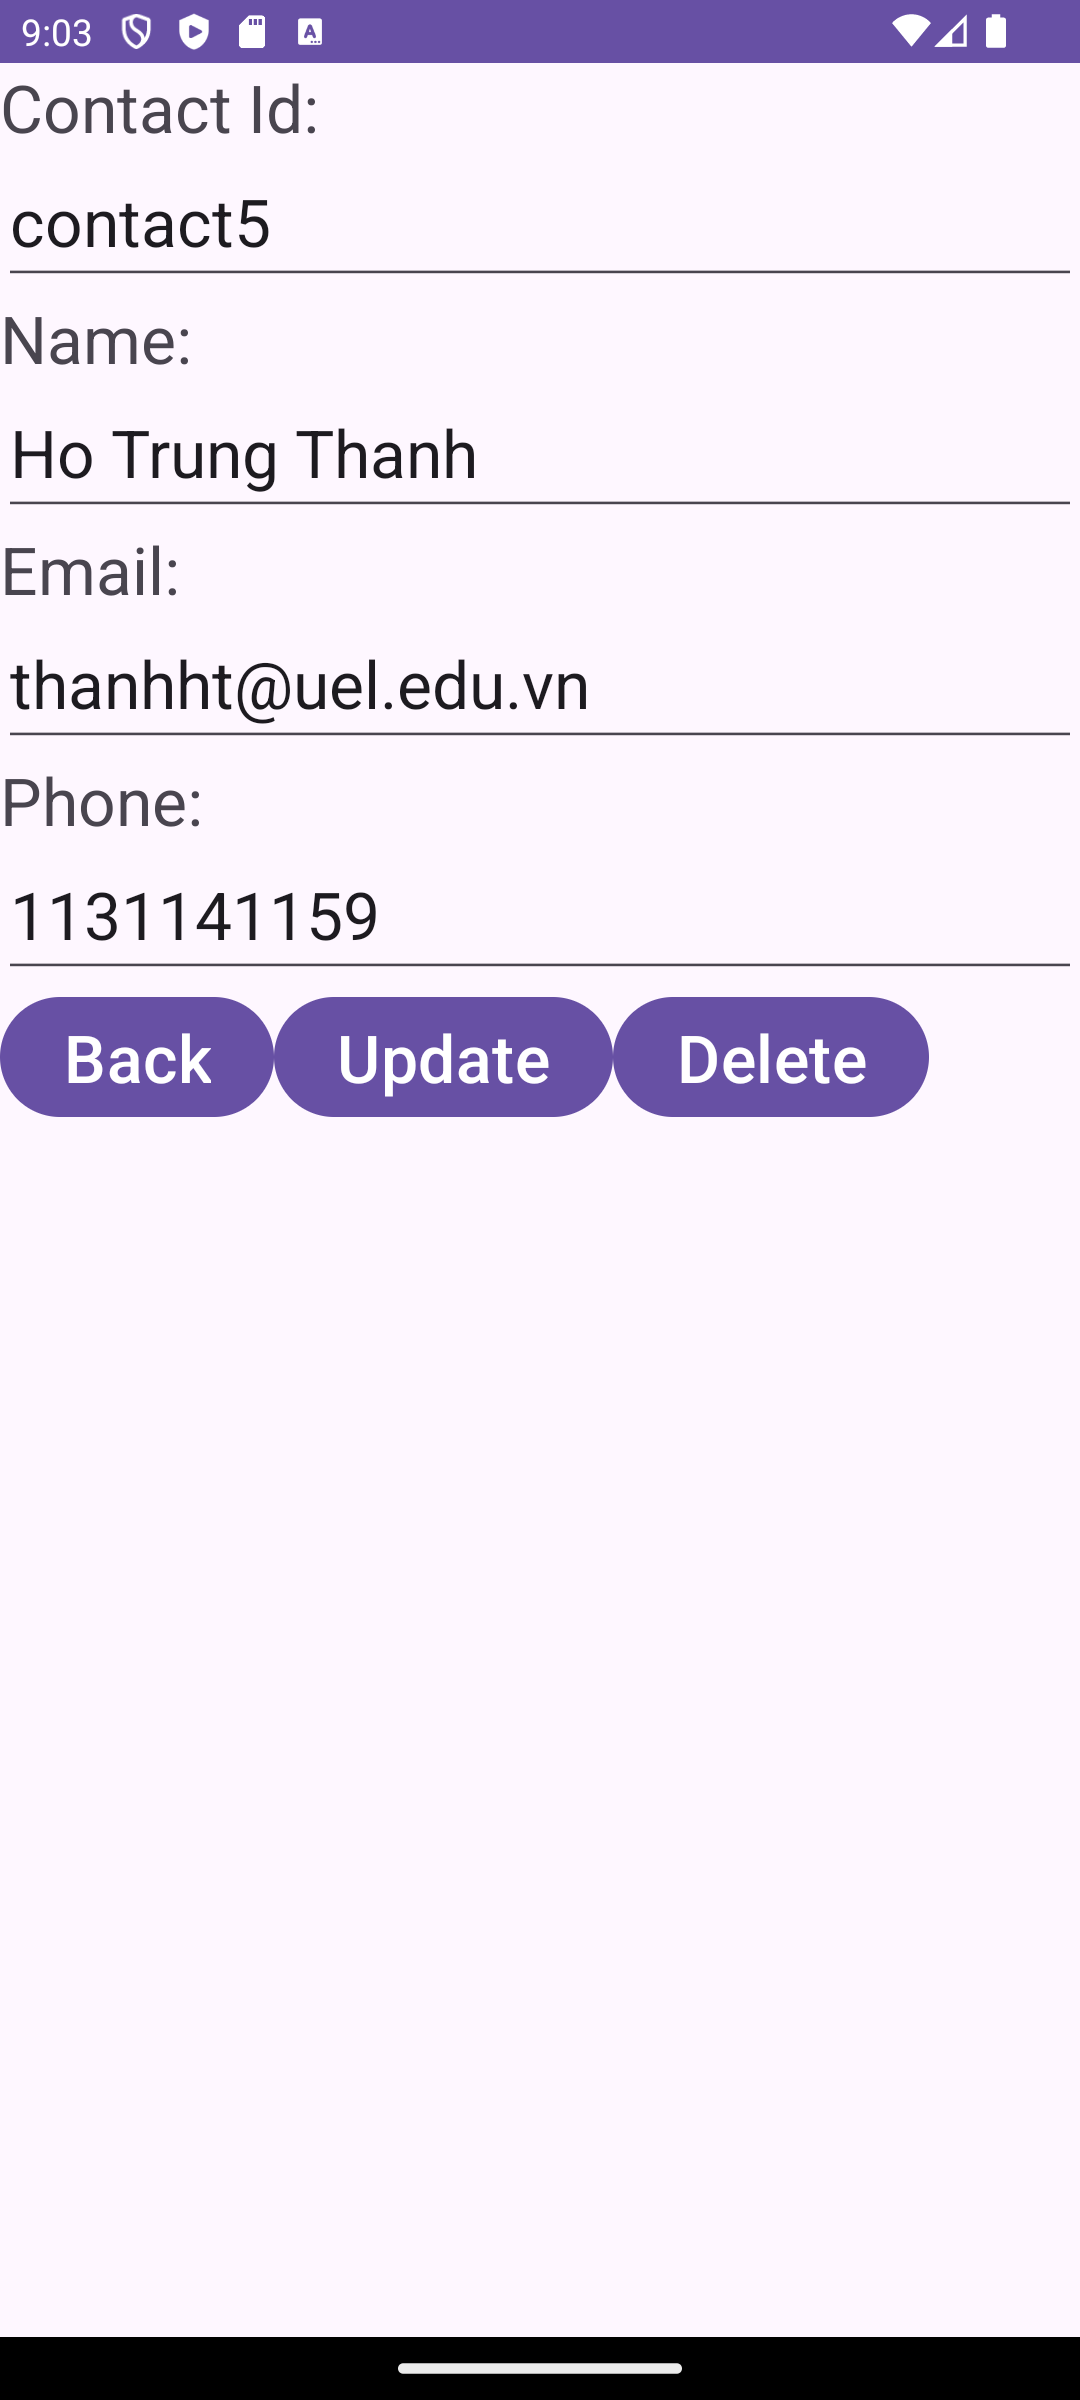 9:03
Contact Id:
contact5
Name:
Ho Trung Thanh
Email:
thanhht@uel.edu.vn
Phone:
1131141159
Back Update Delete